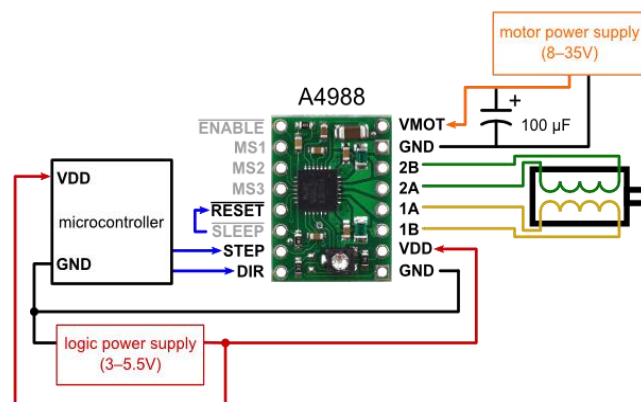 motor power supply
(8–35V)
A4988
ENABLE
VMOT
+
100 µF
MS1
GND
MS2
2B
VDD
MS3
2A
microcontroller
RESET
1A
SLEEP
1B
GND
STEP
VDD
DIR
GND
logic power supply
(3–5.5V)